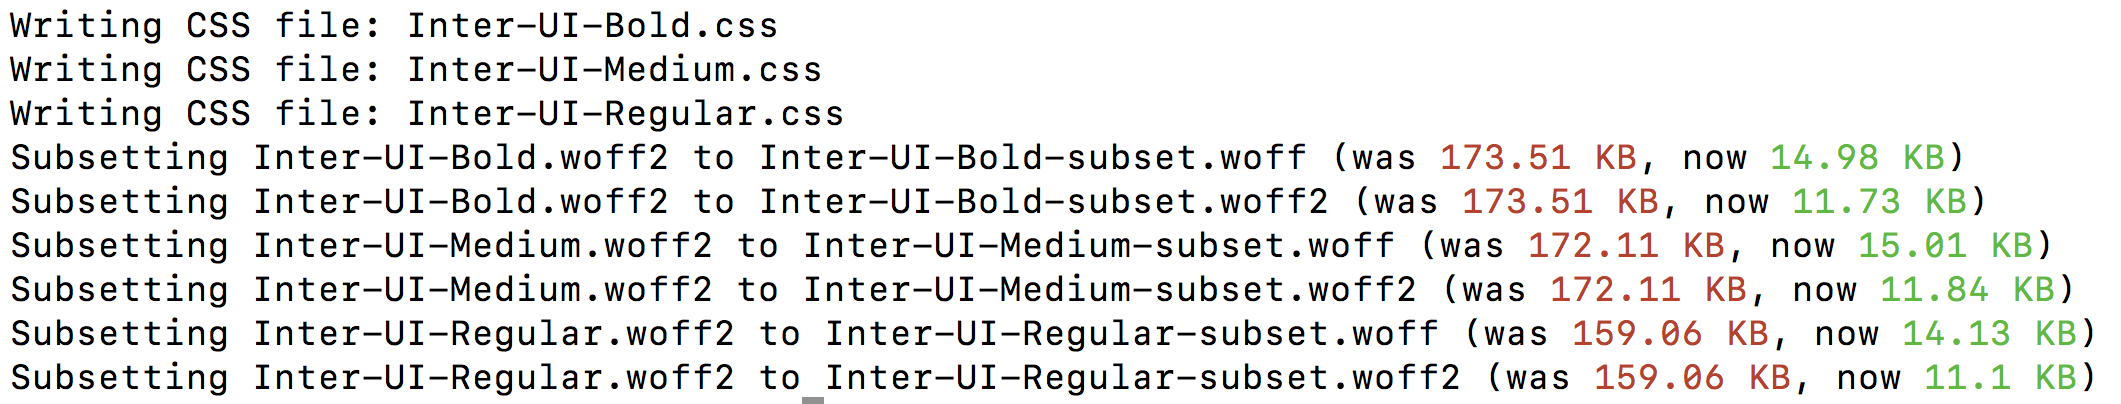 Writing CSS file: Inter-UI-Bold.css
Writing CSS file: Inter-UI-Medium.css
Writing CSS file: Inter-UI-Regular.css
Subsetting Inter-UI-Bold.woff2 to Inter-UI-Bold-subset.woff (was 173.51 KB, now 14.98 KB)
Subsetting Inter-UI-Bold.woff2 to Inter-UI-Bold-subset.woff2 (was 173.51 KB, now 11.73 KB)
Subsetting Inter-UI-Medium.woff2 to Inter-UI-Medium-subset.woff (was 172.11 KB, now 15.01 KB)
Subsetting Inter-UI-Medium.woff2 to Inter-UI-Medium-subset.woff2 (was 172.11 KB, now 11.84 KB)
Subsetting Inter-UI-Regular.woff2 to Inter-UI-Regular-subset.woff (was 159.06 KB, now 14.13 KB)
Subsetting Inter-UI-Regular.woff2 to Inter-UI-Regular-subset.woff2 (was 159.06 KB, now 11.1 KB)